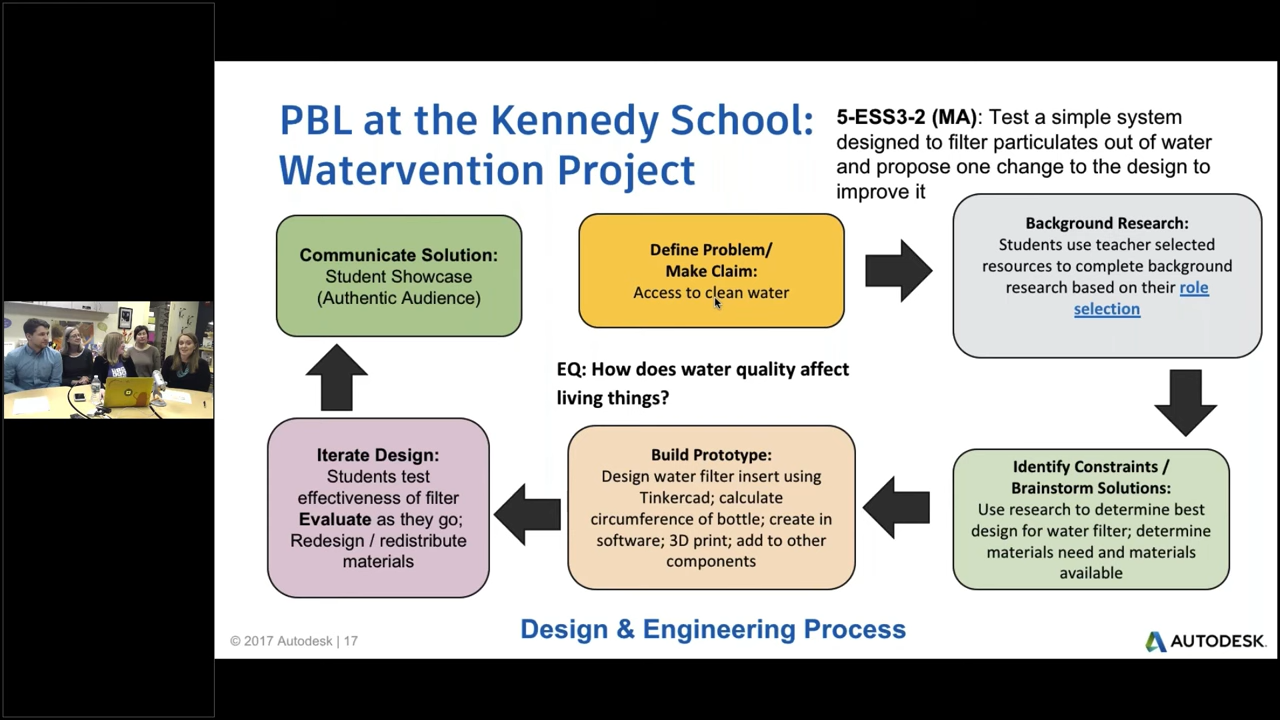 PBL at the Kennedy School:
Watervention Project
5-ESS3-2 (MA): Test a simple system
designed to filter particulates out of water
and propose one change to the design to
improve it
Communicate Solution:
Student Showcase
(Authentic Audience)
Define Problem/
Make Claim:
Access to clean water
Background Research:
Students use teacher selected
resources to complete background
research based on their role
selection
EQ: How does water quality affect
living things?
Iterate Design:
Students test
effectiveness of filter
Evaluate as they go;
Redesign / redistribute
materials
Build Prototype:
Design water filter insert using
Tinkercad; calculate
circumference of bottle; create in
software; 3D print; add to other
components
Identify Constraints /
Brainstorm Solutions:
Use research to determine best
design for water filter; determine
materials need and materials
available
Design & Engineering Process
© 2017 Autodesk | 17
AUTODESK.